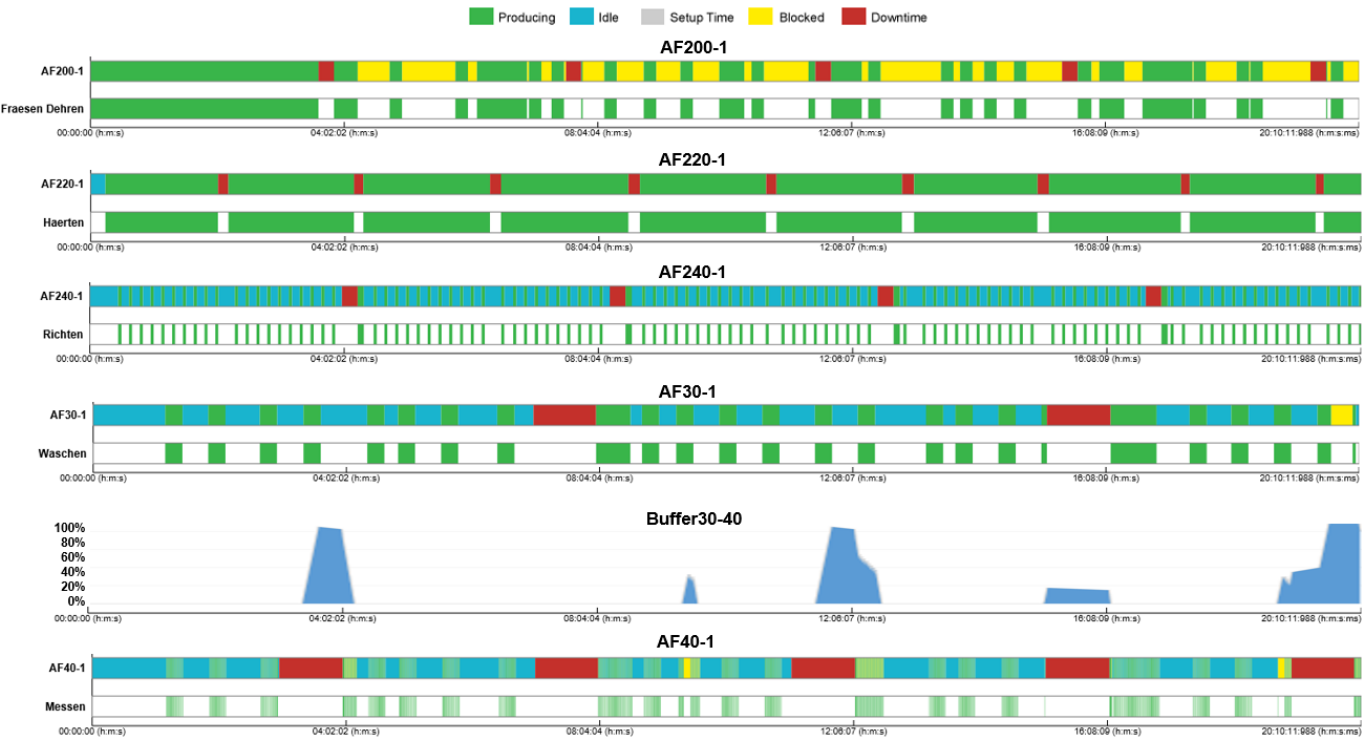 Producing Idle Setup Time Blocked Downtime
AF200-1
AF200-1
Fraesen Dehren
00:00:00 (h:m:s) 04:02:02 (h:m:s) 08:04:04 (h:m:s) 12:06:07 (h:m:s) 16:08:09 (h:m:s) 20:10:11:988 (h:m:s:ms)
AF220-1
AF220-1
Haerten
00:00:00 (h:m:s) 04:02:02 (h:m:s) 08:04:04 (h:m:s) 12:06:07 (h:m:s) 16:08:09 (h:m:s) 20:10:11:988 (h:m:s:ms)
AF240-1
AF240-1
Richten
00:00:00 (h:m:s) 04:02:02 (h:m:s) 08:04:04 (h:m:s) 12:06:07 (h:m:s) 16:08:09 (h:m:s) 20:10:11:988 (h:m:s:ms)
AF30-1
AF30-1
Waschen
00:00:00 (h:m:s) 04:02:02 (h:m:s) 08:04:04 (h:m:s) 12:06:07 (h:m:s) 16:08:09 (h:m:s) 20:10:11:988 (h:m:s:ms)
Buffer30-40
100%
80%
60%
40%
20%
0%
00:00:00 (h:m:s) 04:02:02 (h:m:s) 08:04:04 (h:m:s) 12:06:07 (h:m:s) 16:08:09 (h:m:s) 20:10:11:988 (h:m:s:ms)
AF40-1
AF40-1
Messen
00:00:00 (h:m:s) 04:02:02 (h:m:s) 08:04:04 (h:m:s) 12:06:07 (h:m:s) 16:08:09 (h:m:s) 20:10:11:988 (h:m:s:ms)